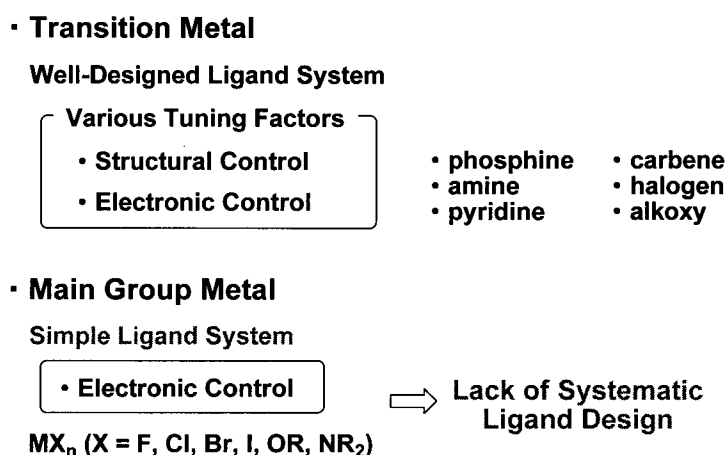 · Transition Metal
Well-Designed Ligand System
Various Tuning Factors
• Structural Control
• Electronic Control
• phosphine • carbene
• amine • halogen
• pyridine • alkoxy
· Main Group Metal
Simple Ligand System
• Electronic Control
Lack of Systematic
Ligand Design
MXn (X = F, Cl, Br, I, OR, NR2)